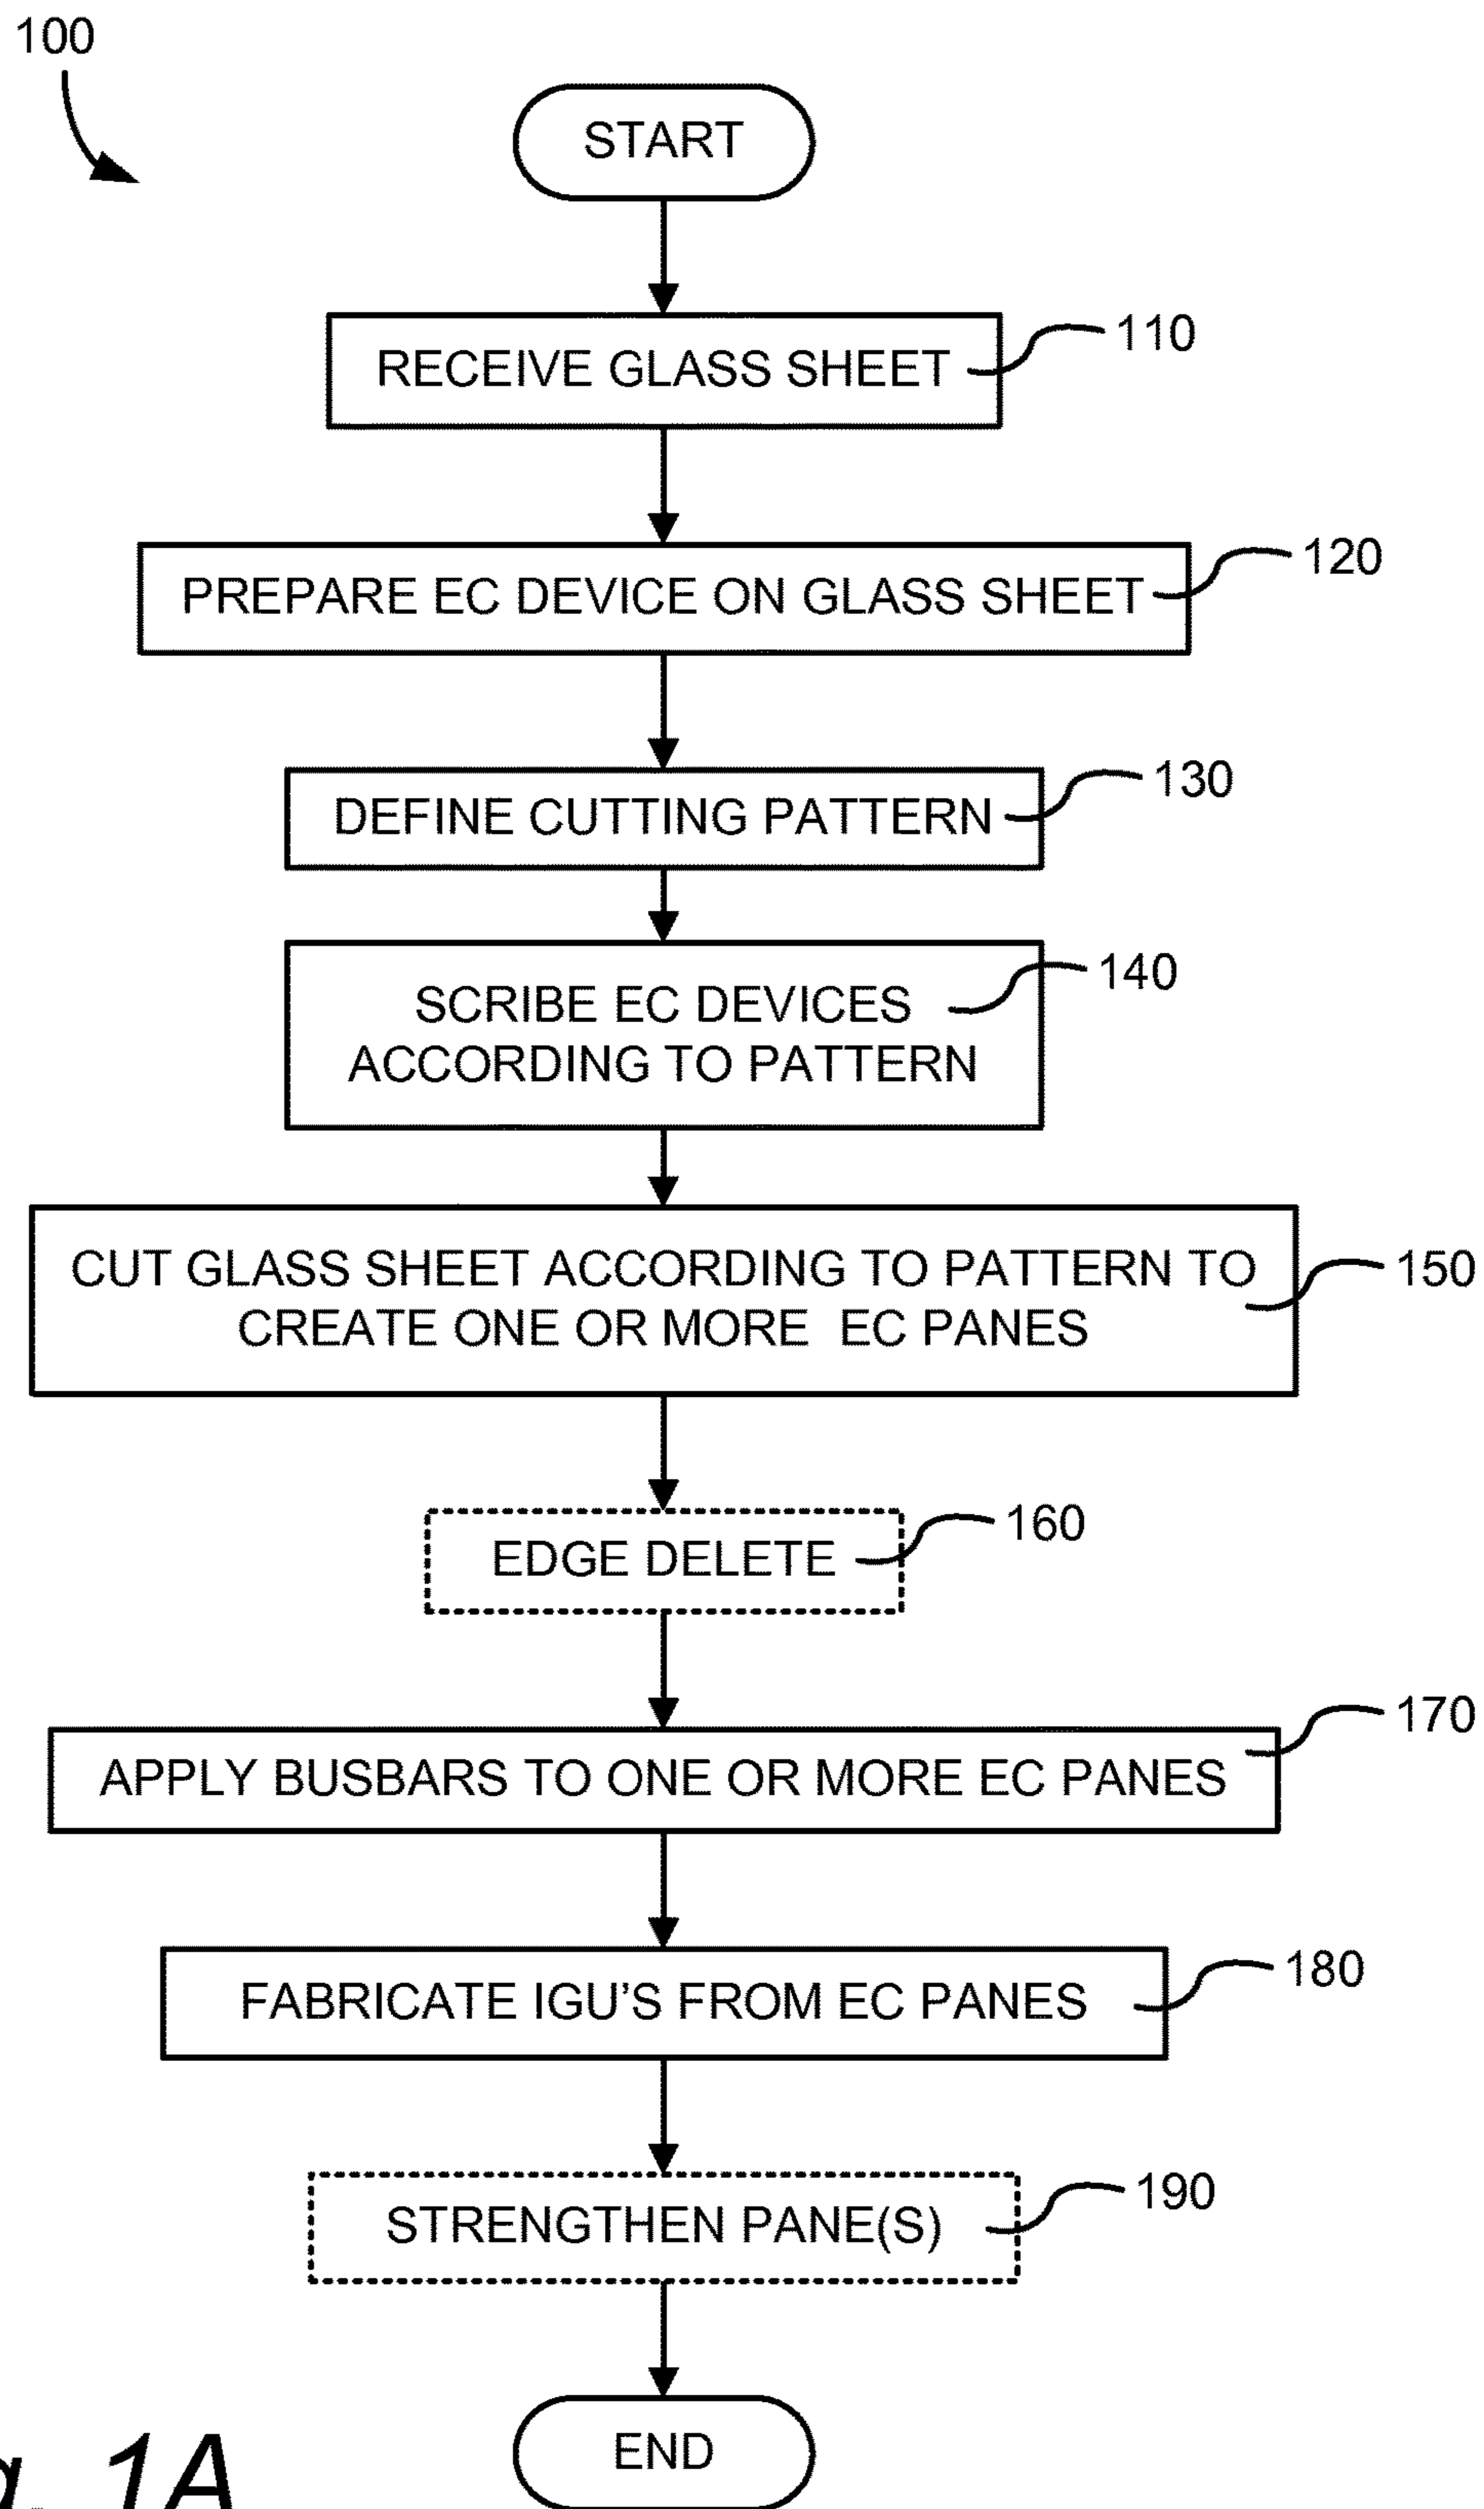 100
START
RECEIVE GLASS SHEET
110
PREPARE EC DEVICE ON GLASS SHEET
120
DEFINE CUTTING PATTERN
130
SCRIBE EC DEVICES
ACCORDING TO PATTERN
140
CUT GLASS SHEET ACCORDING TO PATTERN TO
CREATE ONE OR MORE EC PANES
150
EDGE DELETE
160
APPLY BUSBARS TO ONE OR MORE EC PANES
170
FABRICATE IGU'S FROM EC PANES
180
STRENGTHEN PANE(S)
190
END
1A